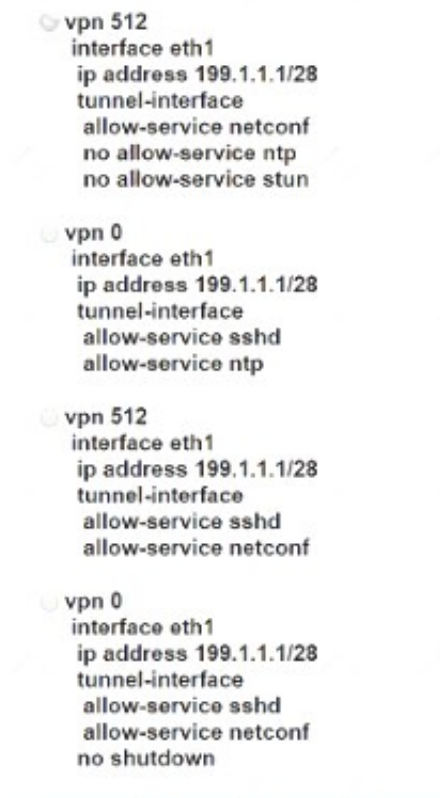 vpn 512
interface eth1
ip address 199.1.1.1/28
tunnel-interface
allow-service netconf
no allow-service ntp
no allow-service stun
vpn 0
interface eth1
ip address 199.1.1.1/28
tunnel-interface
allow-service sshd
allow-service ntp
vpn 512
interface eth1
ip address 199.1.1.1/28
tunnel-interface
allow-service sshd
allow-service netconf
vpn 0
interface eth1
ip address 199.1.1.1/28
tunnel-interface
allow-service sshd
allow-service netconf
no shutdown